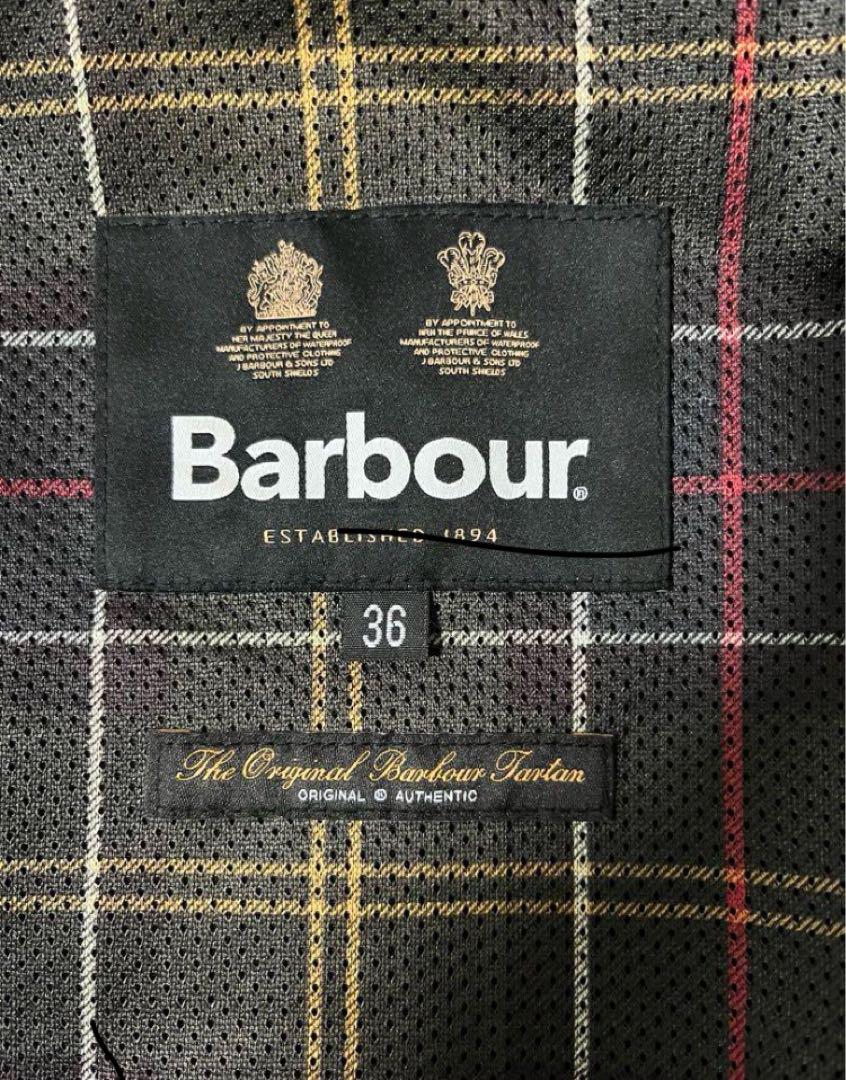 BY APPOINTMENT TO
HER MAJESTY THE QUEEN
MANUFACTURERS OF WATERPROOF
AND PROTECTIVE CLOTHING
J BARBOUR & SONS LTD
SOUTH SHIELDS
BY APPOINTMENT TO
HRH THE PRINCE OF WALES
MANUFACTURERS OF WATERPROOF
AND PROTECTIVE CLOTHING
J BARBOUR & SONS LTD
SOUTH SHIELDS
Barbour®
ESTABLISHED 1894
36
The Original Barbour Tartan
ORIGINAL ® AUTHENTIC